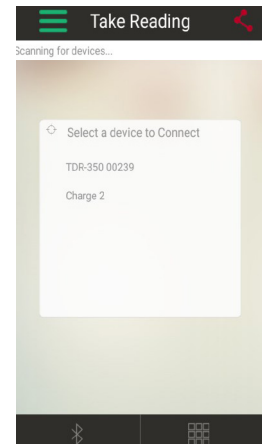 Take Reading
Scanning for devices...
Select a device to Connect
TDR-350 00239
Charge 2